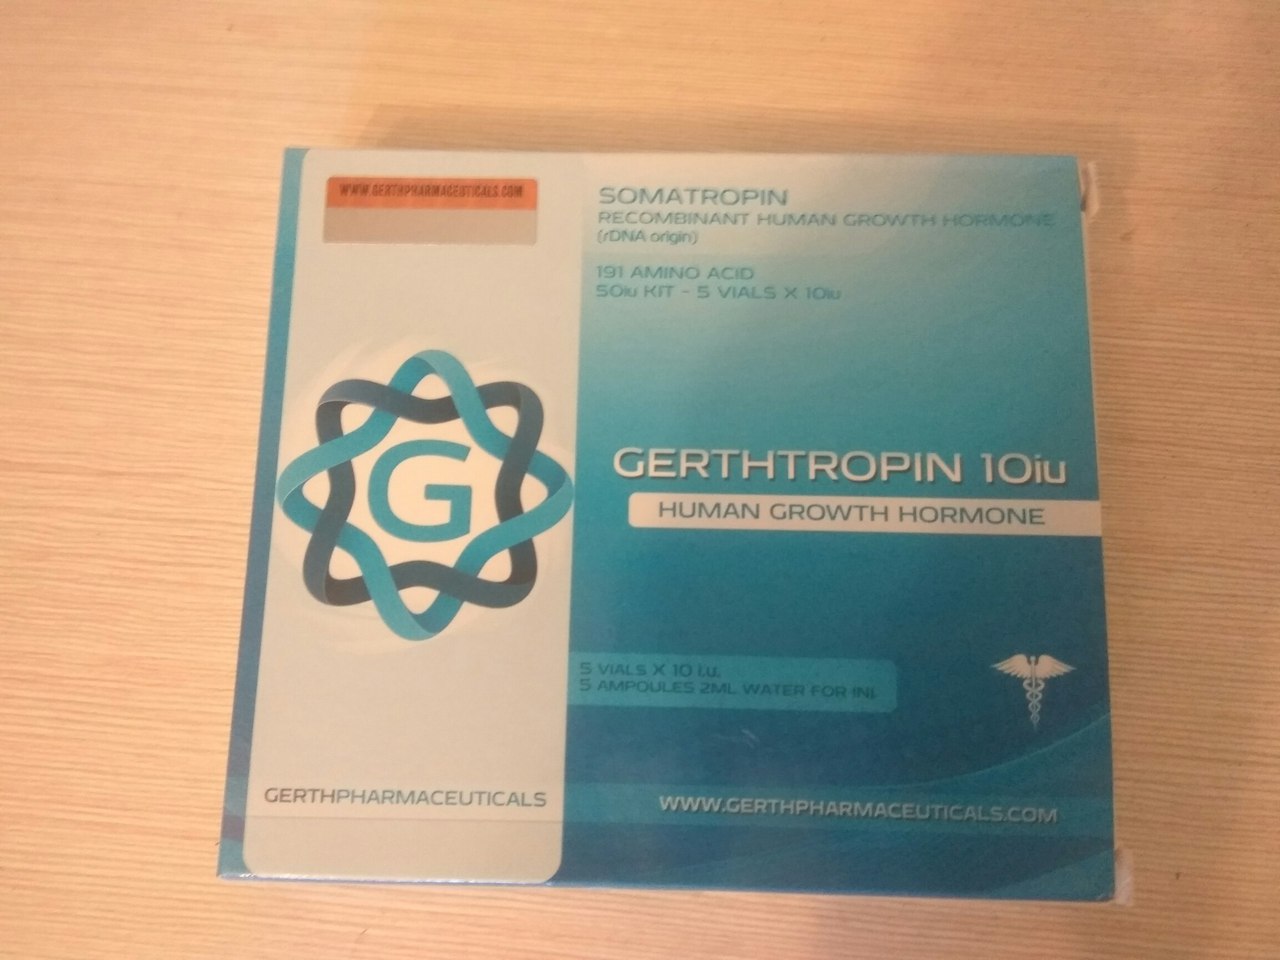 WWW.GERTHPHARMACEUTICALS.COM
SOMATROPIN
RECOMBINANT HUMAN GROWTH HORMONE
(rDNA origin)
191 AMINO ACID
50iu KIT - 5 VIALS X 10iu
G
GERTHTROPIN 10iu
HUMAN GROWTH HORMONE
5 VIALS X 10 i.u.
5 AMPOULES 2ML WATER FOR INI.
GERTHPHARMACEUTICALS
WWW.GERTHPHARMACEUTICALS.COM